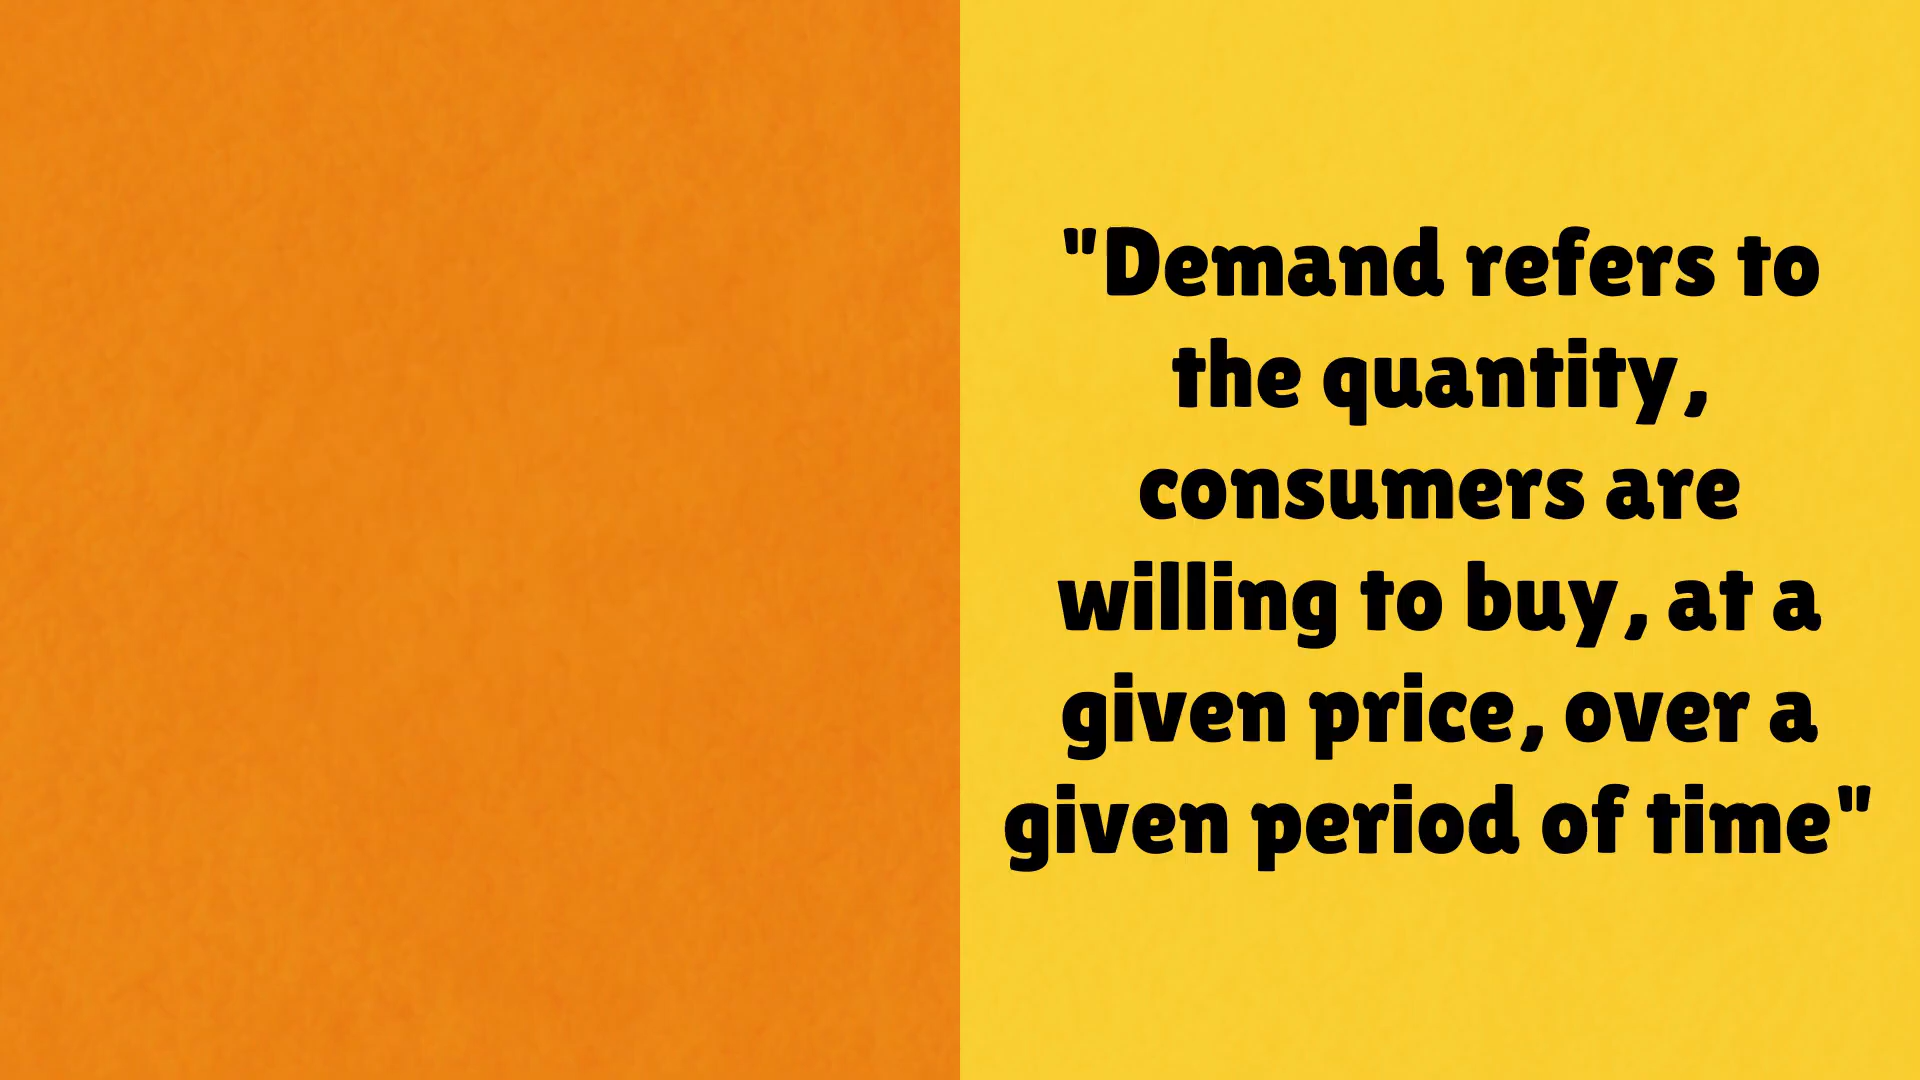 "Demand refers to
the quantity,
consumers are
willing to buy, at a
given price, over a
given period of time"